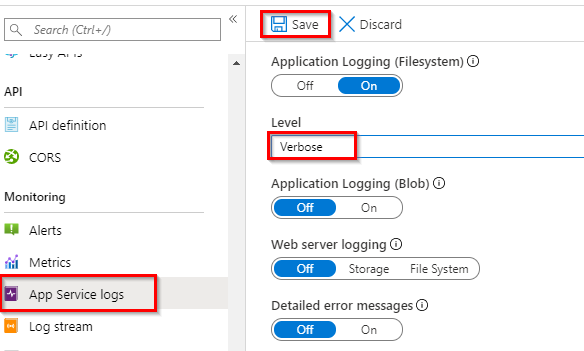 Search (Ctrl+/)
«
Easy APIs
API
API definition
CORS
Monitoring
Alerts
Metrics
App Service logs
Log stream
Save
Discard
Application Logging (Filesystem)
Off On
Level
Verbose
Application Logging (Blob)
Off On
Web server logging
Off Storage File System
Detailed error messages
Off On